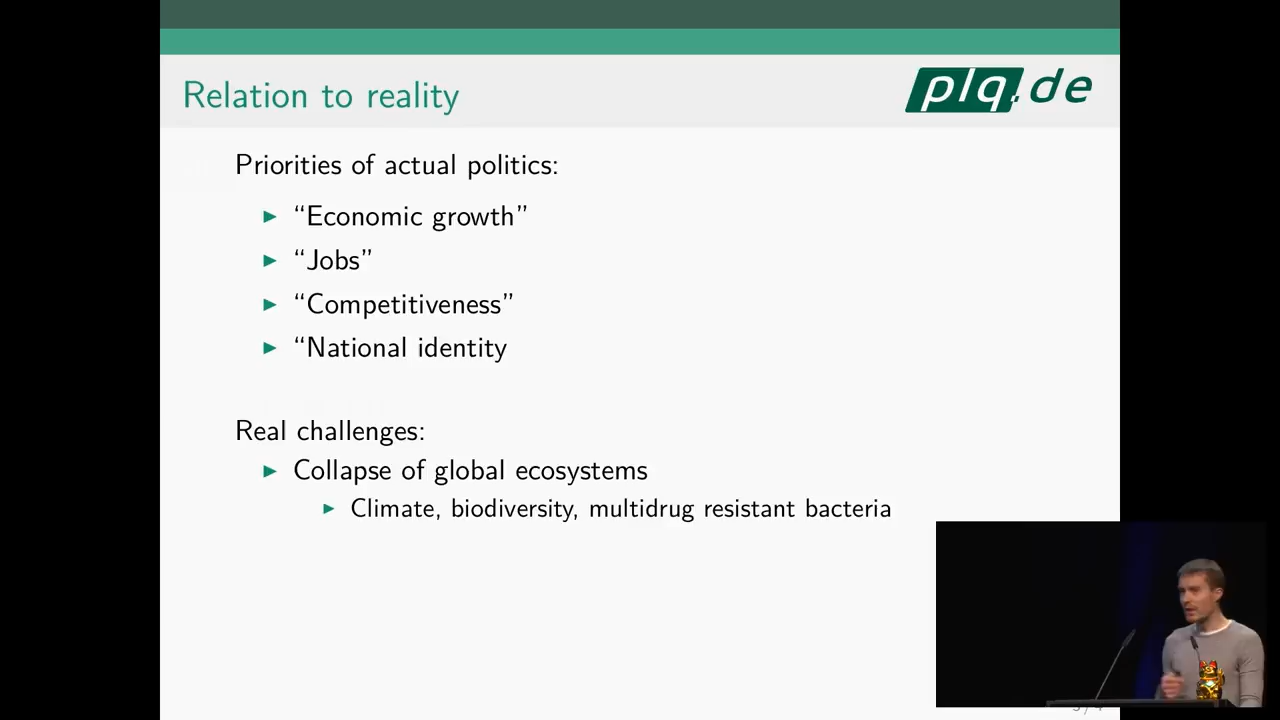 Relation to reality
plq.de
Priorities of actual politics:
“Economic growth”
“Jobs”
“Competitiveness”
“National identity
Real challenges:
Collapse of global ecosystems
Climate, biodiversity, multidrug resistant bacteria